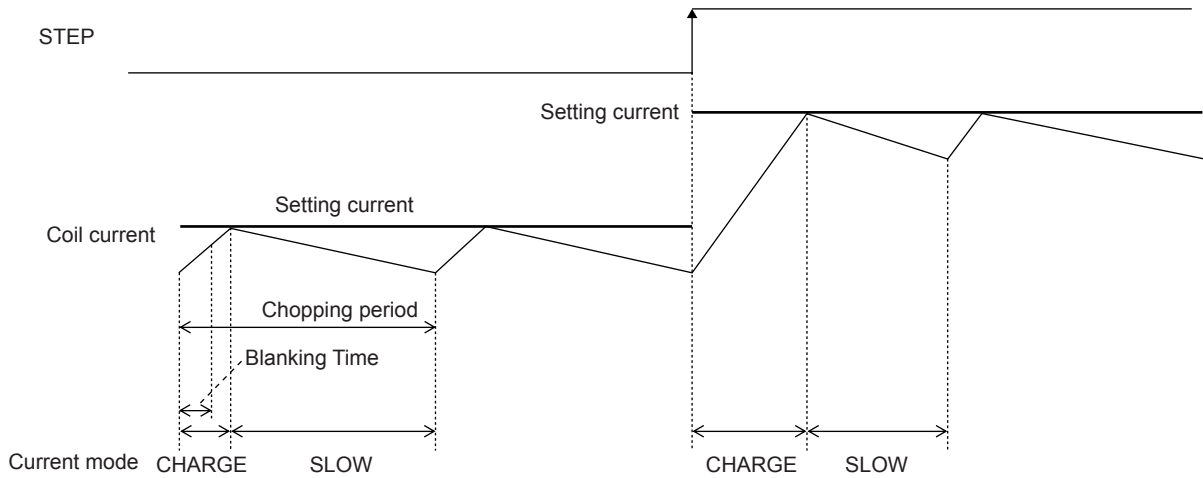 STEP
Setting current
Setting current
Coil current
Chopping period
Blanking Time
Current mode CHARGE SLOW CHARGE SLOW